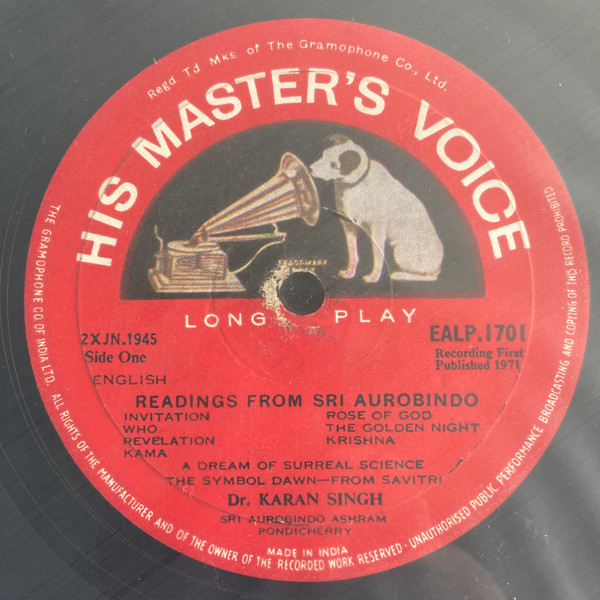 Regd. Td. Mks. of The Gramophone Co., Ltd.
HIS MASTER'S VOICE
TRADE-MARK
LONG PLAY
2XJN.1945
Side One
EALP.1701
Recording First
Published 1971
ENGLISH
READINGS FROM SRI AUROBINDO
INVITATION
WHO
REVELATION
KAMA
ROSE OF GOD
THE GOLDEN NIGHT
KRISHNA
A DREAM OF SURREAL SCIENCE
THE SYMBOL DAWN—FROM SAVITRI
Dr. KARAN SINGH
SRI AUROBINDO ASHRAM
PONDICHERRY
MADE IN INDIA
THE GRAMOPHONE CO. OF INDIA LTD. ALL RIGHTS OF THE MANUFACTURER AND OF THE OWNER OF THE RECORDED WORK RESERVED · UNAUTHORISED PUBLIC PERFORMANCE BROADCASTING AND COPYING OF THIS RECORD PROHIBITED